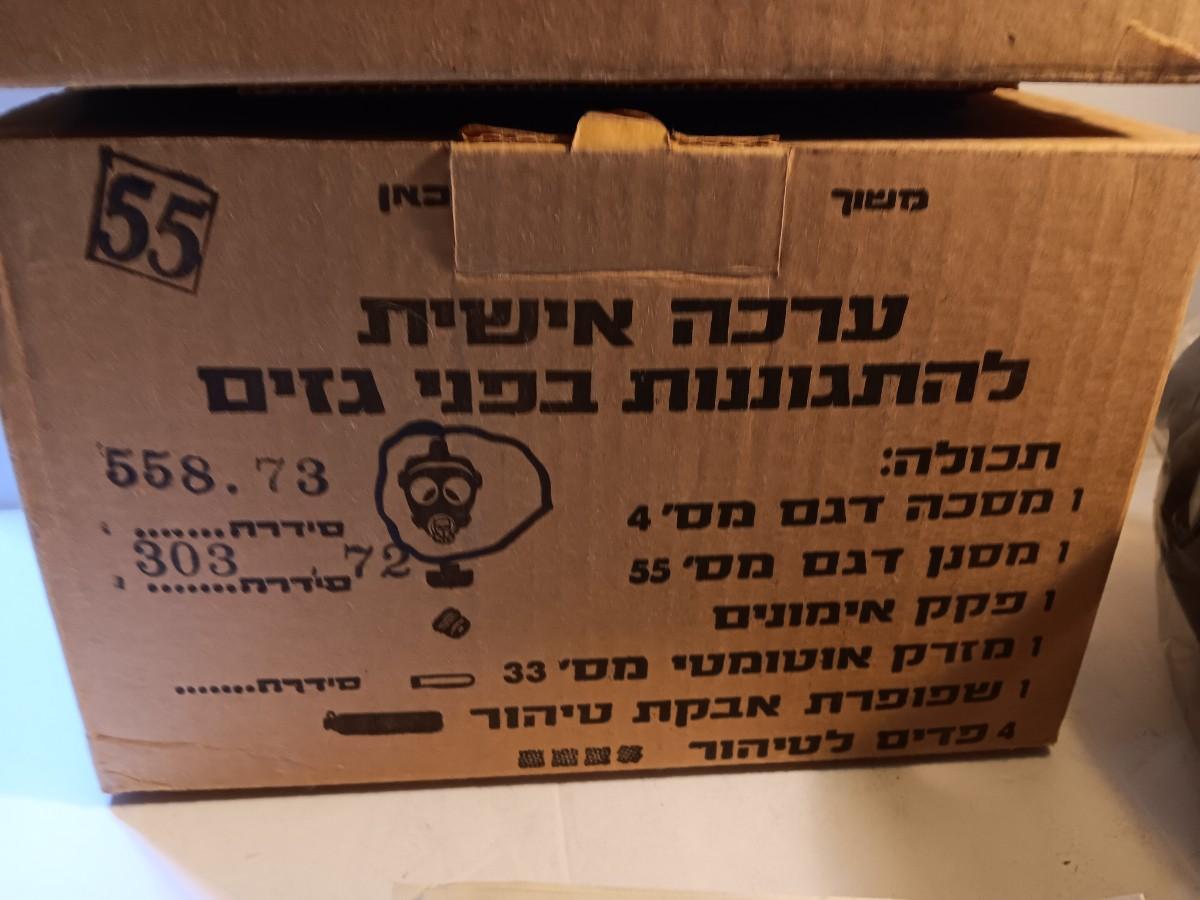 55
משוך כאן
ערכה אישית
להתגוננות בפני גזים
תכולה:
1 מסכה דגם מס׳ 4
558.73
סידרה.......
1 מסנן דגם מס׳ 55
303 72
סידרה.......
1 פקק אימונים
1 מזרק אוטומטי מס׳ 33 סידרה.......
1 שפופרת אבקת טיהור
4 פדים לטיהור